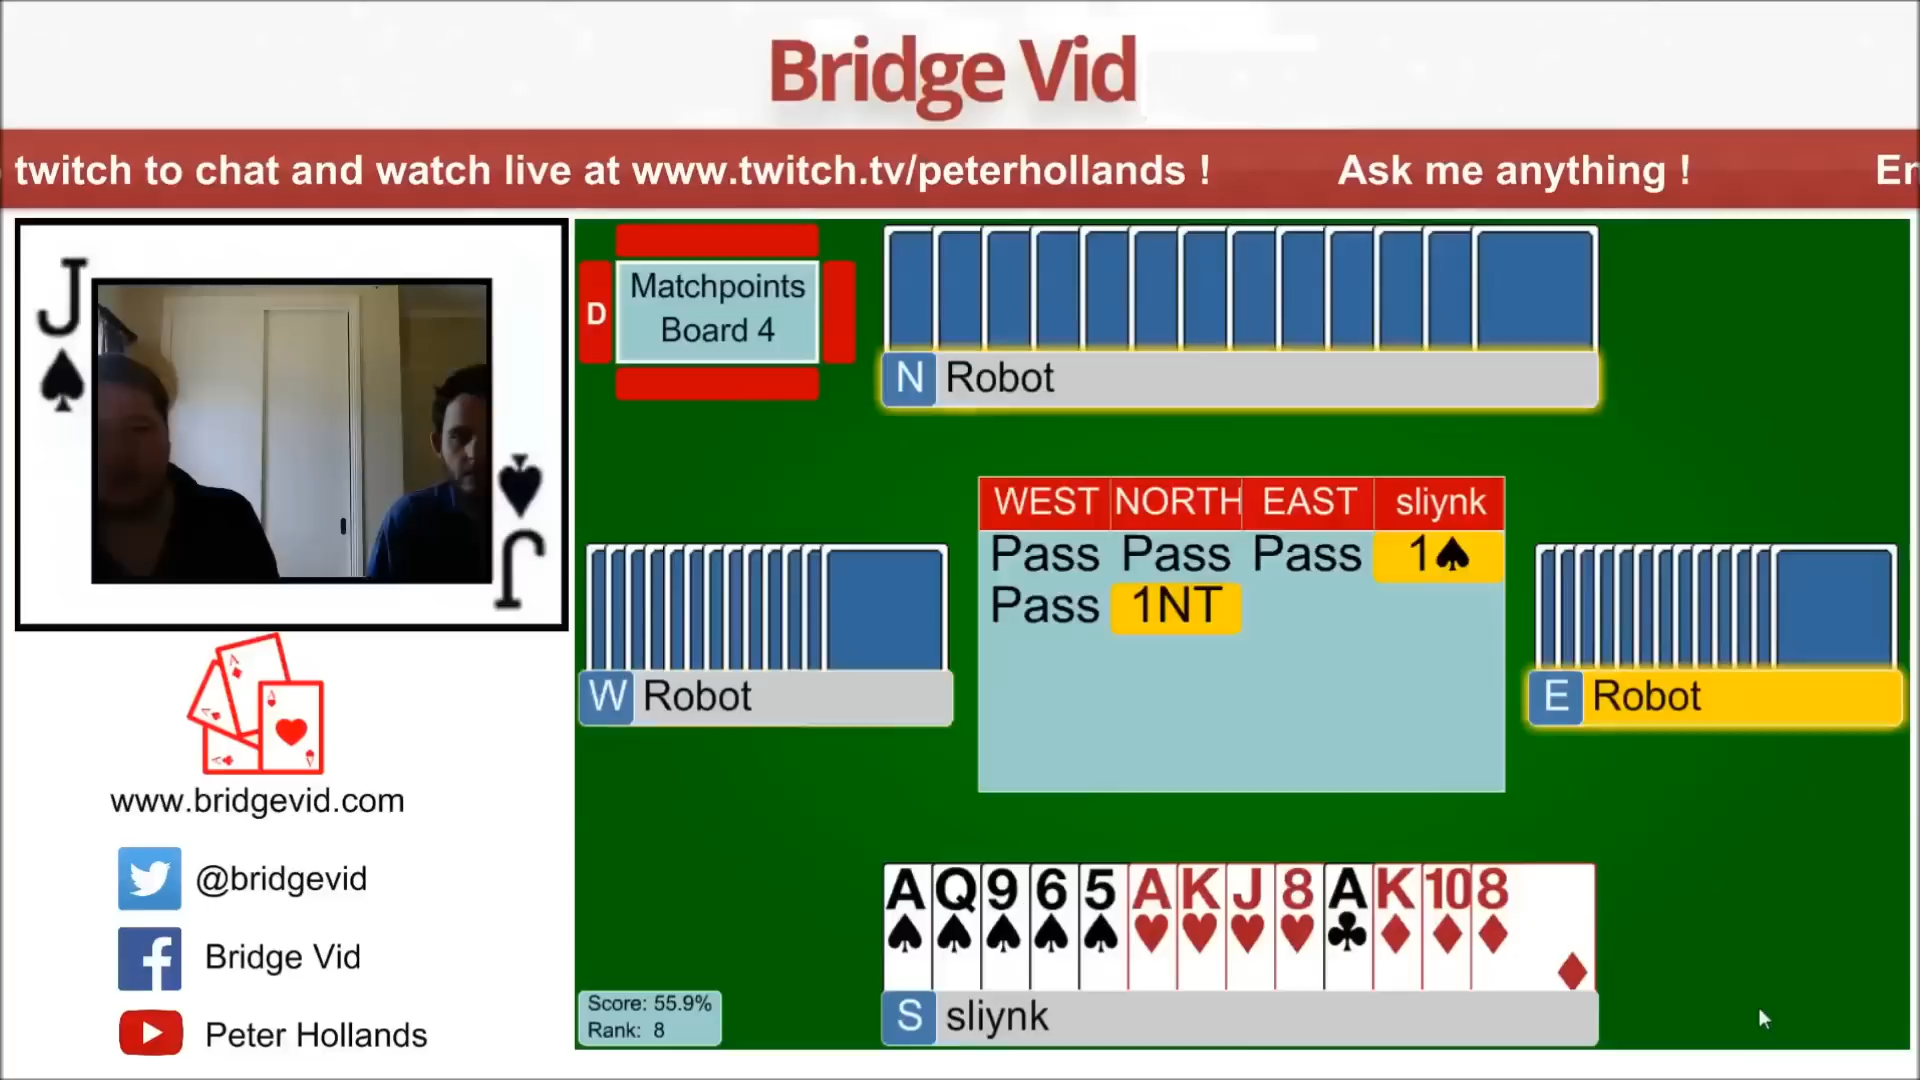 Bridge Vid
twitch to chat and watch live at www.twitch.tv/peterhollands ! Ask me anything !
J
J
D
Matchpoints
Board 4
N Robot
WEST NORTH EAST sliynk
Pass Pass Pass 1♠
Pass 1NT
W Robot
E Robot
www.bridgevid.com
@bridgevid
Bridge Vid
Peter Hollands
A Q 9 6 5 A K J 8 A K 10 8
Score: 55.9%
Rank: 8
S sliynk